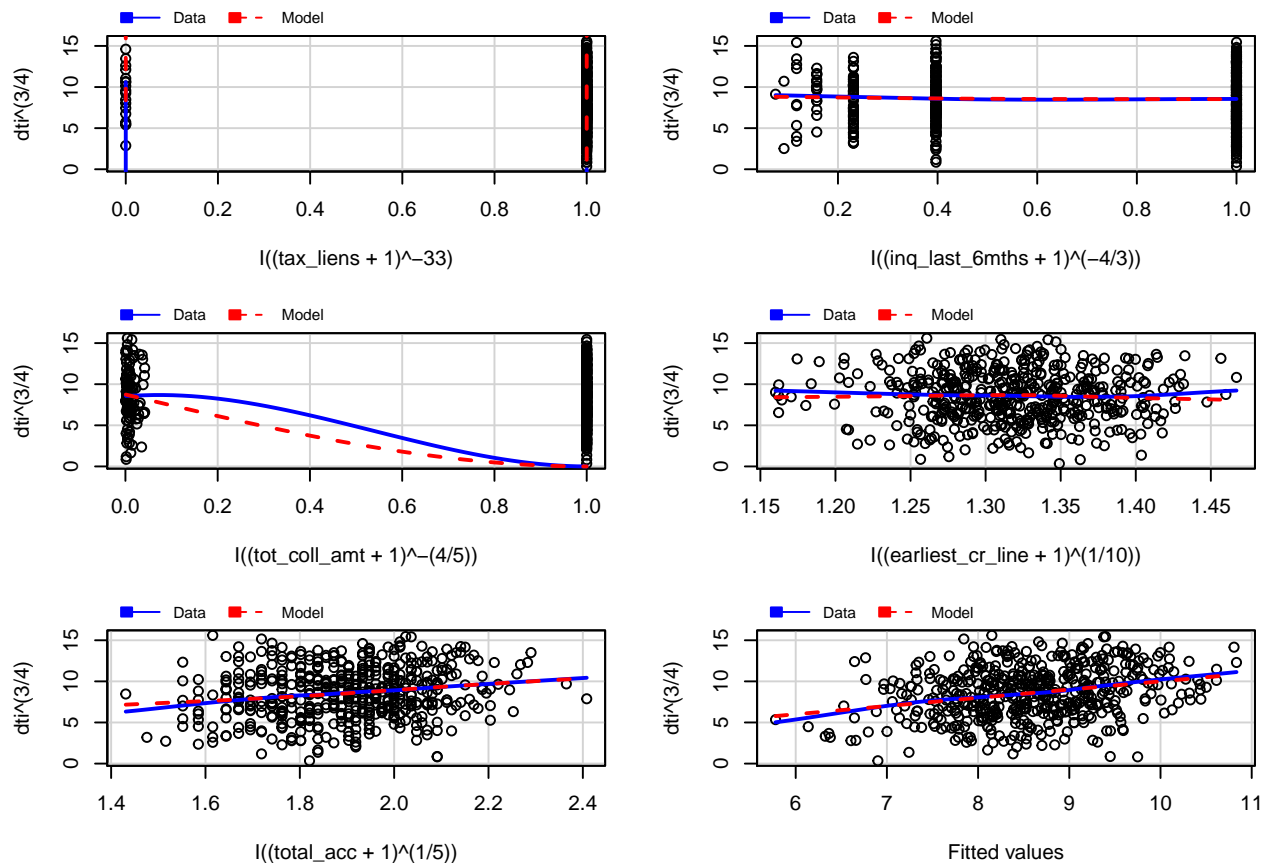 Data Model
dti^(3/4)
15
10
5
0
0.0 0.2 0.4 0.6 0.8 1.0
I((tax_liens + 1)^−33)
Data Model
dti^(3/4)
15
10
5
0
0.2 0.4 0.6 0.8 1.0
I((inq_last_6mths + 1)^(−4/3))
Data Model
dti^(3/4)
15
10
5
0
0.0 0.2 0.4 0.6 0.8 1.0
I((tot_coll_amt + 1)^−(4/5))
Data Model
dti^(3/4)
15
10
5
0
1.15 1.20 1.25 1.30 1.35 1.40 1.45
I((earliest_cr_line + 1)^(1/10))
Data Model
dti^(3/4)
15
10
5
0
1.4 1.6 1.8 2.0 2.2 2.4
I((total_acc + 1)^(1/5))
Data Model
dti^(3/4)
15
10
5
0
6 7 8 9 10 11
Fitted values